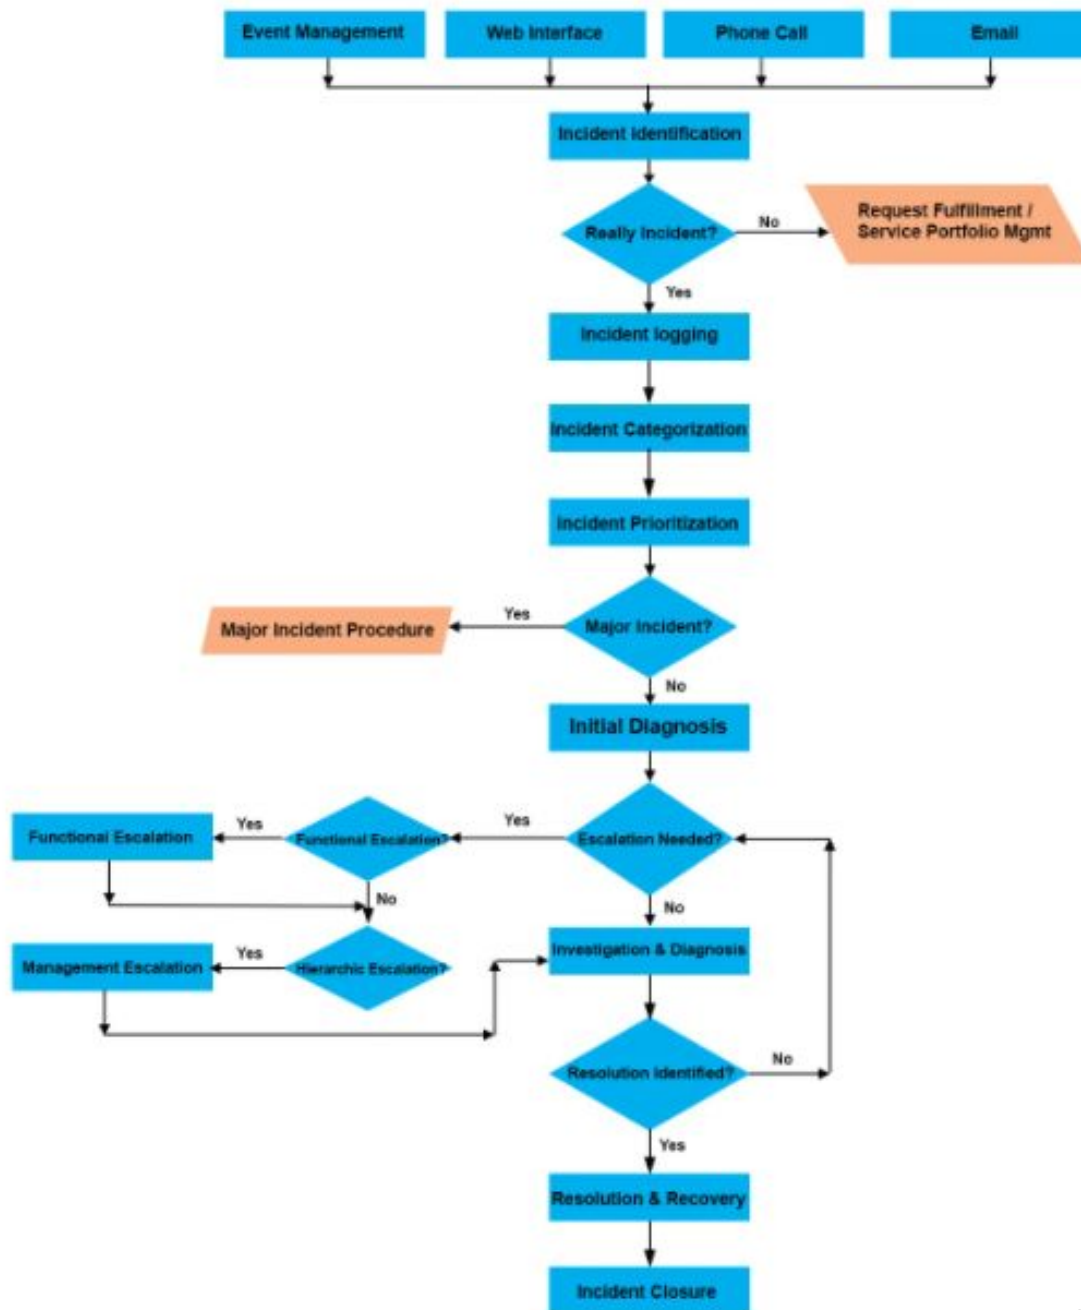 Event Management
Web Interface
Phone Call
Email
Incident Identification
Really Incident?
No
Request Fulfillment /
Service Portfolio Mgmt
Yes
Incident logging
Incident Categorization
Incident Prioritization
Yes
Major Incident?
Major Incident Procedure
No
Initial Diagnosis
Functional Escalation
Yes
Functional Escalation?
Yes
Escalation Needed?
No
No
Management Escalation
Yes
Hierarchic Escalation?
Investigation & Diagnosis
Resolution Identified?
No
Yes
Resolution & Recovery
Incident Closure